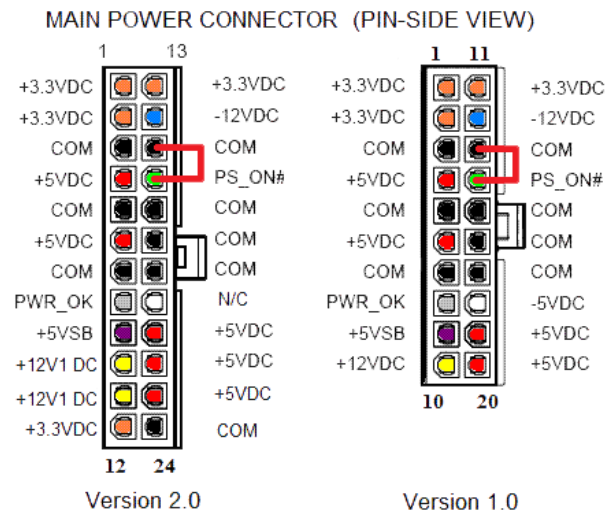 MAIN POWER CONNECTOR (PIN-SIDE VIEW)
1 13
+3.3VDC +3.3VDC
+3.3VDC -12VDC
COM COM
+5VDC PS_ON#
COM COM
+5VDC COM
COM COM
PWR_OK N/C
+5VSB +5VDC
+12V1 DC +5VDC
+12V1 DC +5VDC
+3.3VDC COM
12 24
Version 2.0
1 11
+3.3VDC +3.3VDC
+3.3VDC -12VDC
COM COM
+5VDC PS_ON#
COM COM
+5VDC COM
COM COM
PWR_OK -5VDC
+5VSB +5VDC
+12VDC +5VDC
10 20
Version 1.0